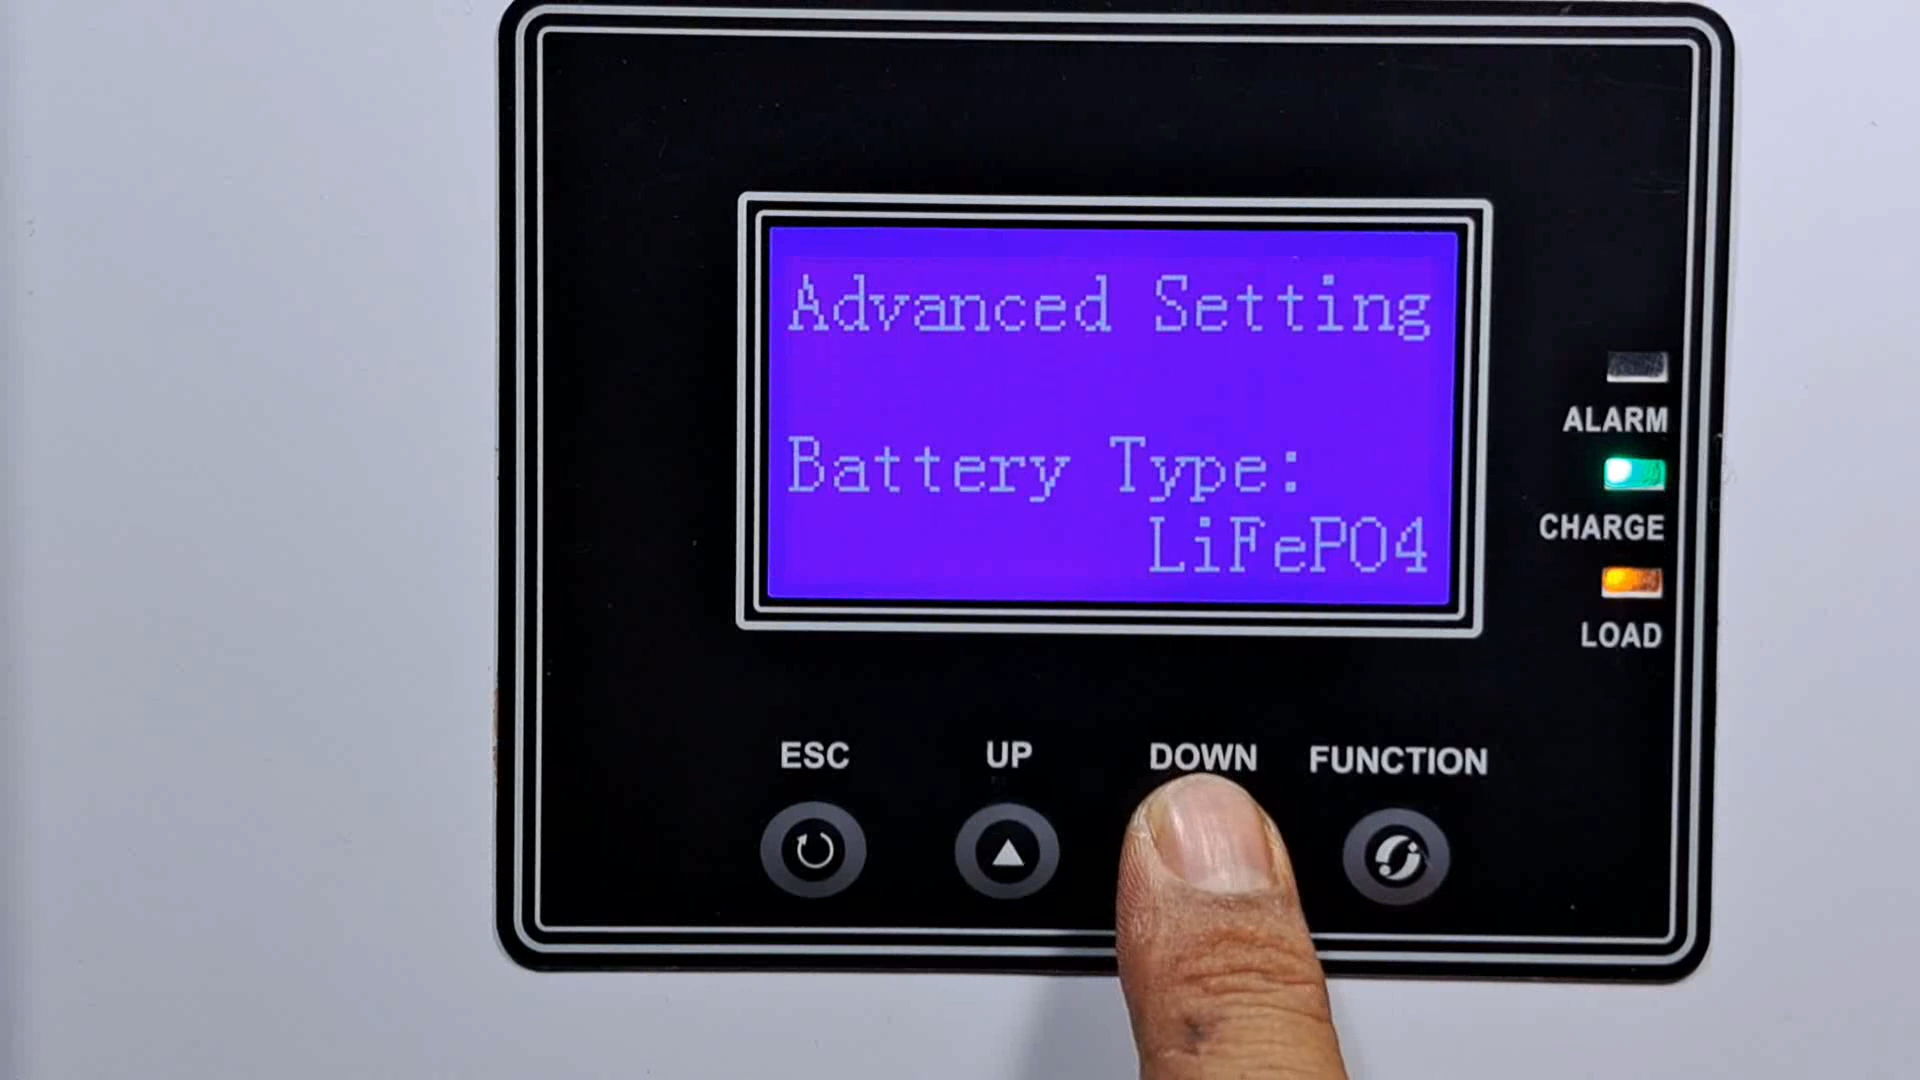 Advanced Setting
Battery Type:
LiFePO4
ALARM
CHARGE
LOAD
ESC
UP
DOWN
FUNCTION